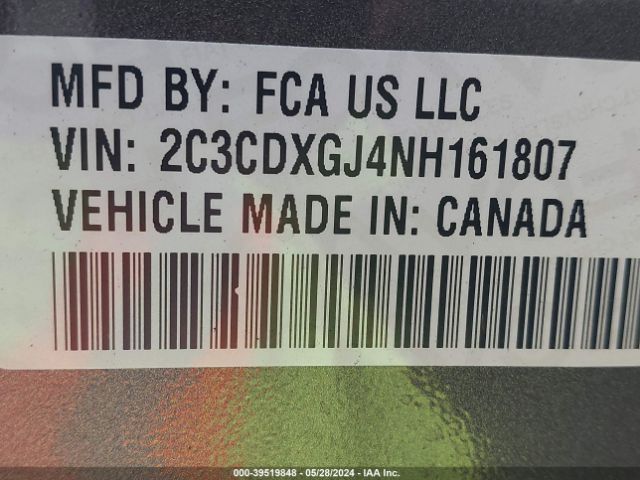 MFD BY: FCA US LLC
VIN: 2C3CDXGJ4NH161807
VEHICLE MADE IN: CANADA
000-39519848 - 05/28/2024 - IAA Inc.